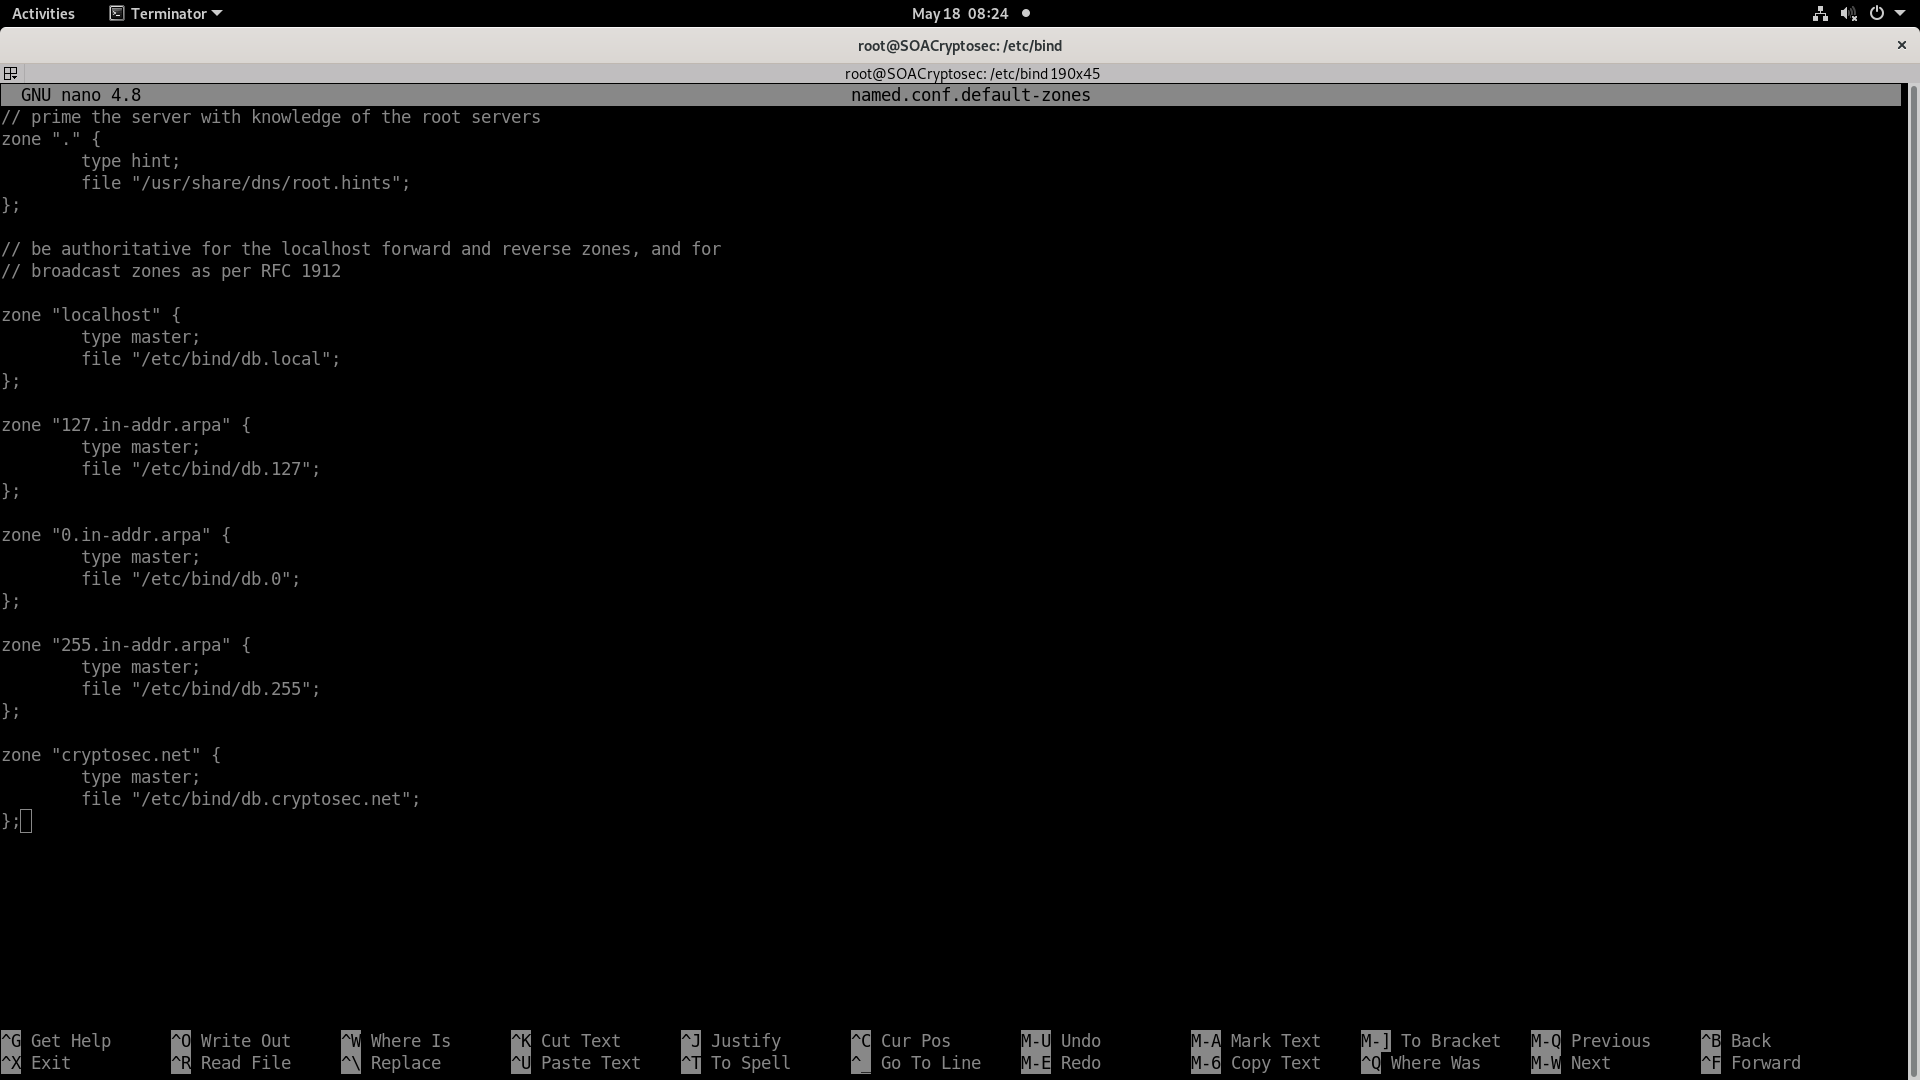 Activities Terminator May 18 08:24
root@SOACryptosec: /etc/bind
root@SOACryptosec: /etc/bind 190x45
GNU nano 4.8 named.conf.default-zones
// prime the server with knowledge of the root servers
zone "." {
        type hint;
        file "/usr/share/dns/root.hints";
};

// be authoritative for the localhost forward and reverse zones, and for
// broadcast zones as per RFC 1912

zone "localhost" {
        type master;
        file "/etc/bind/db.local";
};

zone "127.in-addr.arpa" {
        type master;
        file "/etc/bind/db.127";
};

zone "0.in-addr.arpa" {
        type master;
        file "/etc/bind/db.0";
};

zone "255.in-addr.arpa" {
        type master;
        file "/etc/bind/db.255";
};

zone "cryptosec.net" {
        type master;
        file "/etc/bind/db.cryptosec.net";
};
^G Get Help ^O Write Out ^W Where Is ^K Cut Text ^J Justify ^C Cur Pos M-U Undo M-A Mark Text M-] To Bracket M-Q Previous ^B Back
^X Exit ^R Read File ^\ Replace ^U Paste Text ^T To Spell ^_ Go To Line M-E Redo M-6 Copy Text ^Q Where Was M-W Next ^F Forward